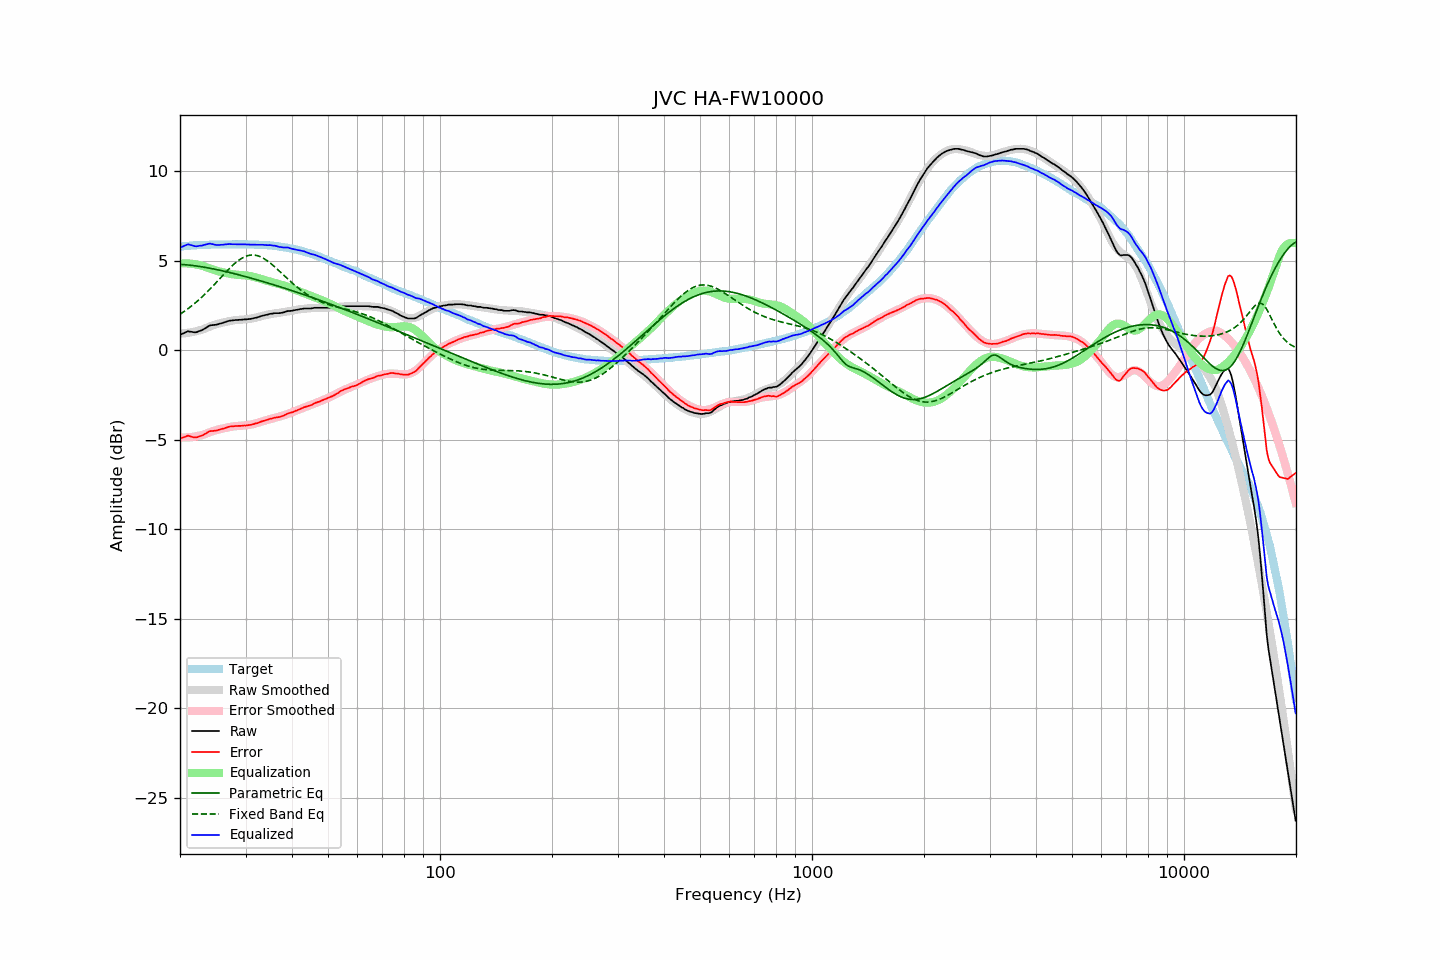 JVC HA-FW10000
Amplitude (dBr)
10
5
0
−5
−10
−15
−20
−25
Target
Raw Smoothed
Error Smoothed
Raw
Error
Equalization
Parametric Eq
Fixed Band Eq
Equalized
100
1000
10000
Frequency (Hz)